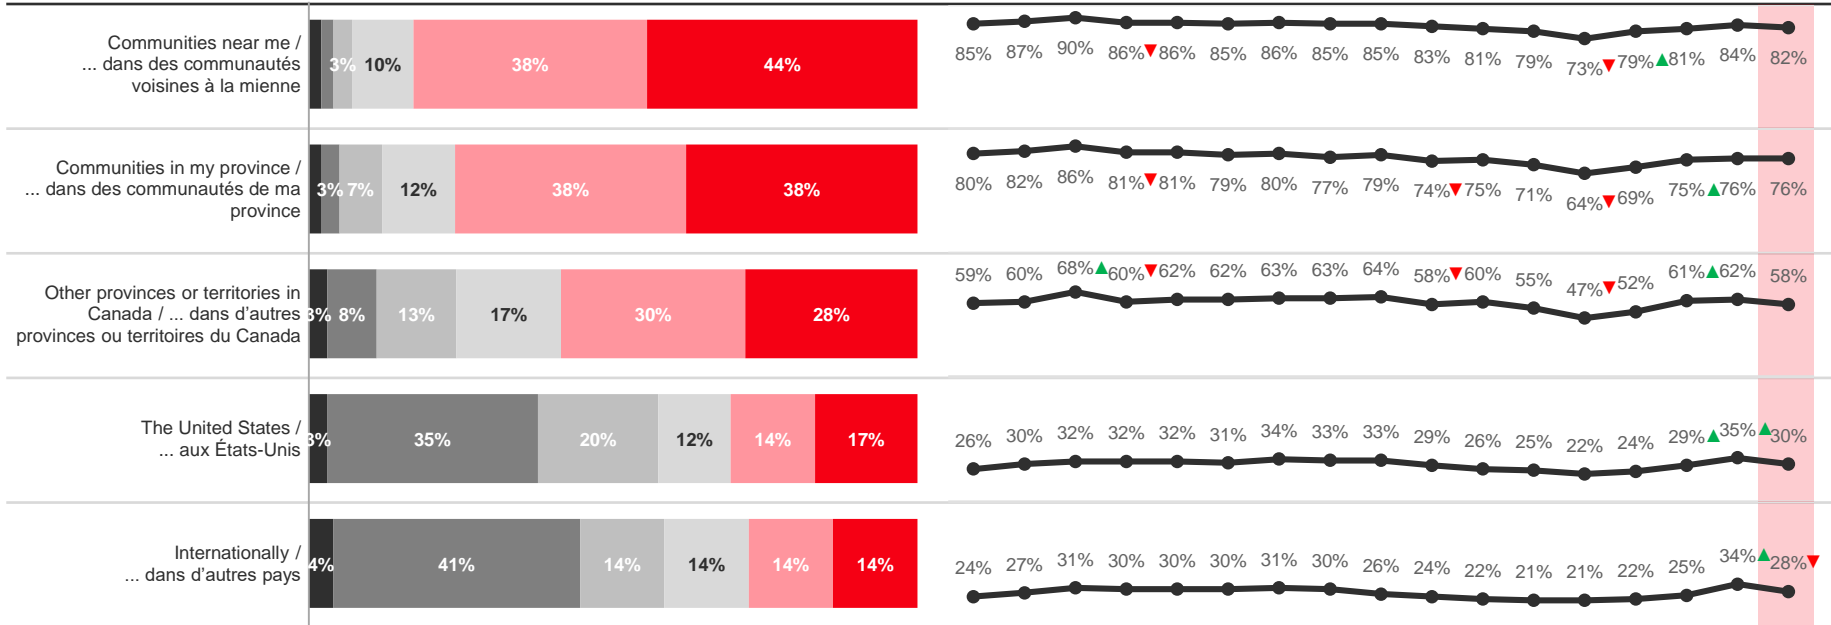 Communities near me /
... dans des communautés
voisines à la mienne
3% 10% 38% 44%
85% 87% 90% 86%▼86% 85% 86% 85% 85% 83% 81% 79% 73%▼79%▲81% 84% 82%
Communities in my province /
... dans des communautés de ma
province
3% 7% 12% 38% 38%
80% 82% 86% 81%▼81% 79% 80% 77% 79% 74%▼75% 71% 64%▼69% 75%▲76% 76%
Other provinces or territories in
Canada / ... dans d’autres
provinces ou territoires du Canada
3% 8% 13% 17% 30% 28%
59% 60% 68%▲60%▼62% 62% 63% 63% 64% 58%▼60% 55% 47%▼52% 61%▲62% 58%
The United States /
... aux États-Unis
3% 35% 20% 12% 14% 17%
26% 30% 32% 32% 32% 31% 34% 33% 33% 29% 26% 25% 22% 24% 29%▲35%▲30%
Internationally /
... dans d’autres pays
4% 41% 14% 14% 14% 14%
24% 27% 31% 30% 30% 30% 31% 30% 26% 24% 22% 21% 21% 22% 25% 34%▲28%▼